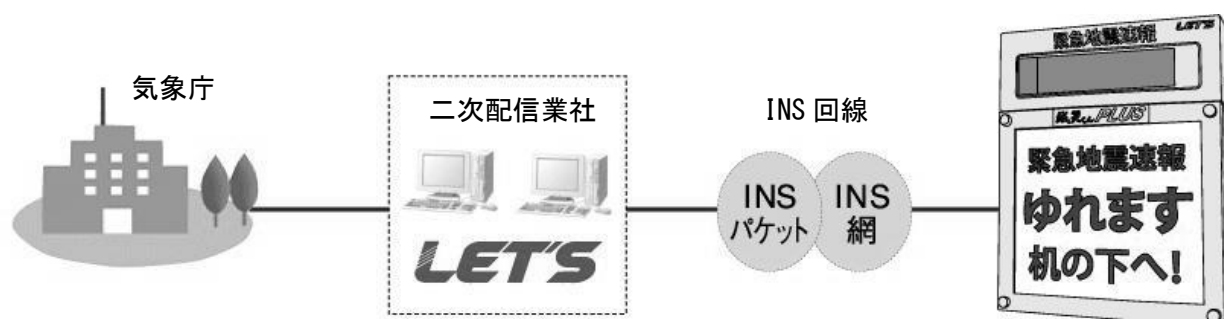 気象庁
二次配信業社
LET'S
INS 回線
INS
パケット
INS
網
緊急地震速報
LET'S
PLUS
緊急地震速報
ゆれます
机の下へ!